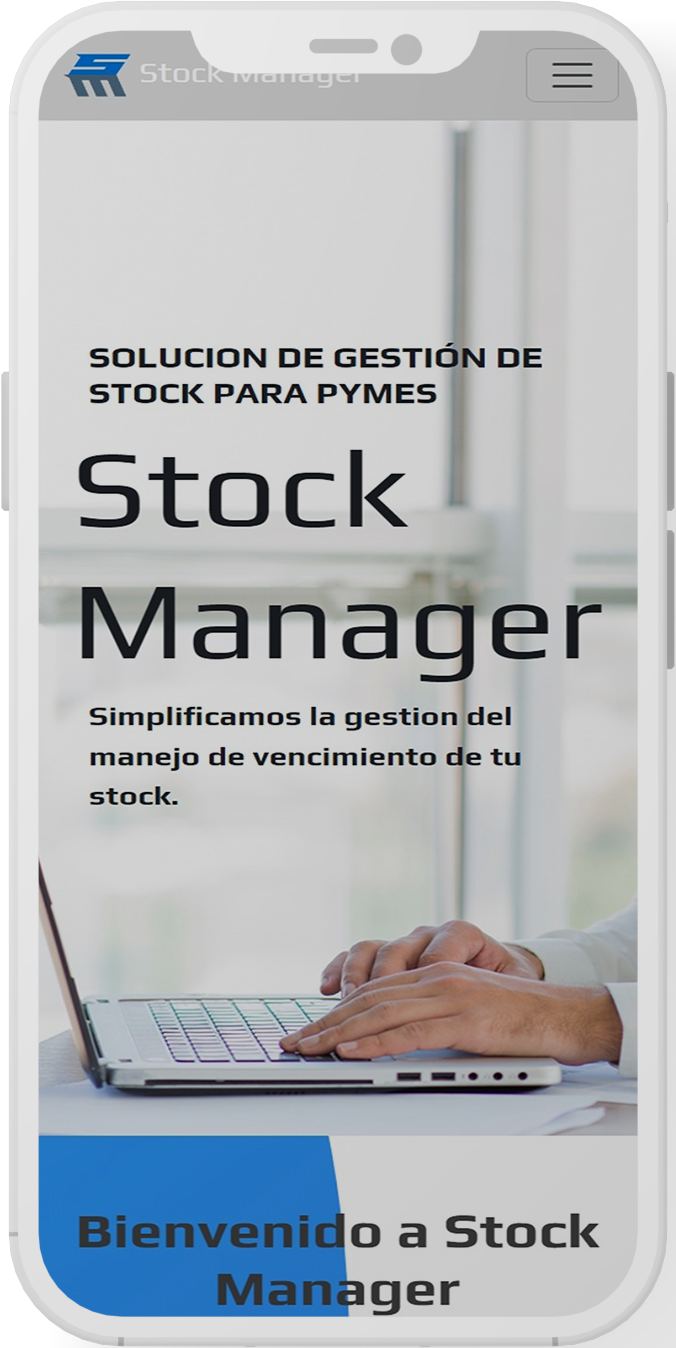 Stock Manager
SOLUCION DE GESTIÓN DE
STOCK PARA PYMES
Stock
Manager
Simplificamos la gestion del
manejo de vencimiento de tu
stock.
Bienvenido a Stock
Manager